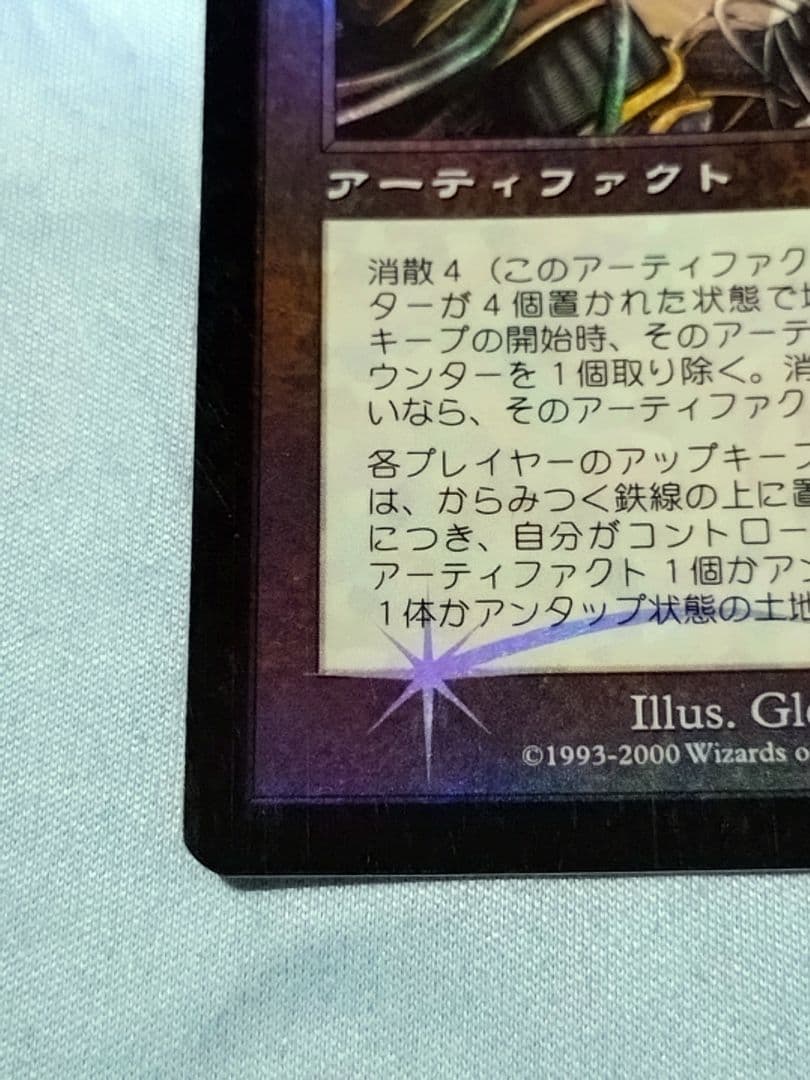 アーティファクト
消散4（このアーティファク
ターが4個置かれた状態で
キープの開始時、そのアーテ
ウンターを1個取り除く。消
いなら、そのアーティファク
各プレイヤーのアップキープ
は、からみつく鉄線の上に置
につき、自分がコントロー
アーティファクト1個かアン
1体かアンタップ状態の土地
Illus. Gl
©1993-2000 Wizards o